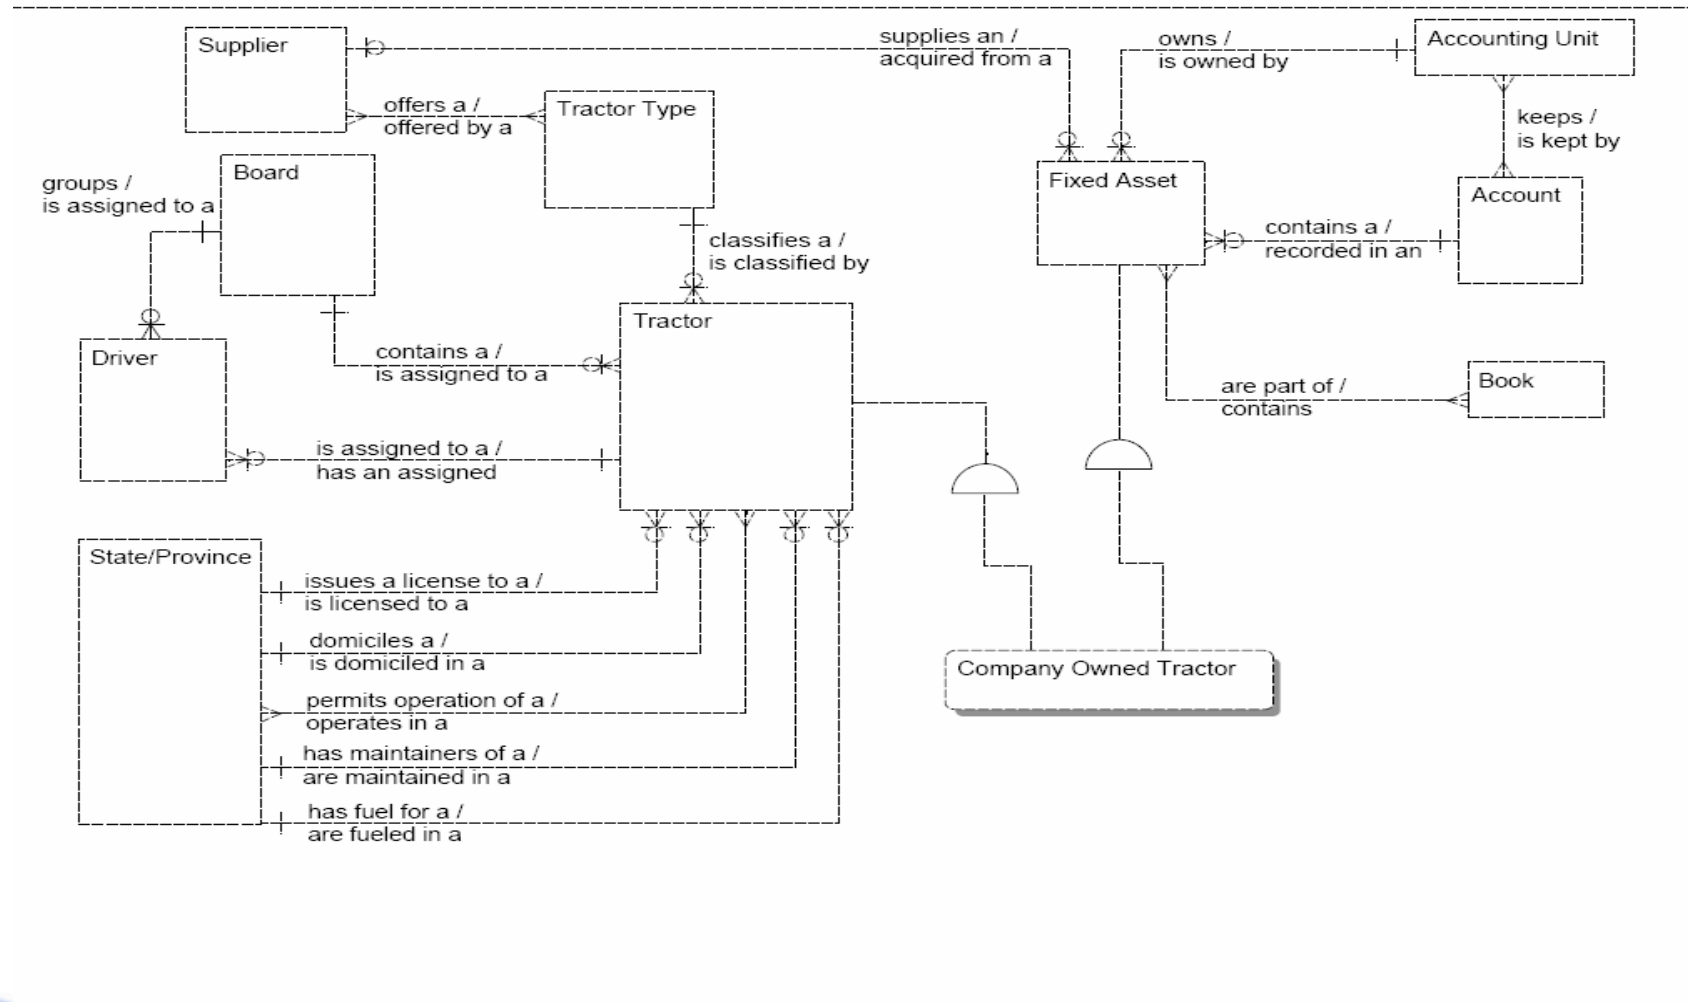 Supplier
supplies an /
acquired from a
owns /
is owned by
Accounting Unit
offers a /
offered by a
Tractor Type
keeps /
is kept by
Board
groups /
is assigned to a
Fixed Asset
Account
classifies a /
is classified by
contains a /
recorded in an
Tractor
Driver
contains a /
is assigned to a
are part of /
contains
Book
is assigned to a /
has an assigned
State/Province
issues a license to a /
is licensed to a
domiciles a /
is domiciled in a
Company Owned Tractor
permits operation of a /
operates in a
has maintainers of a /
are maintained in a
has fuel for a /
are fueled in a